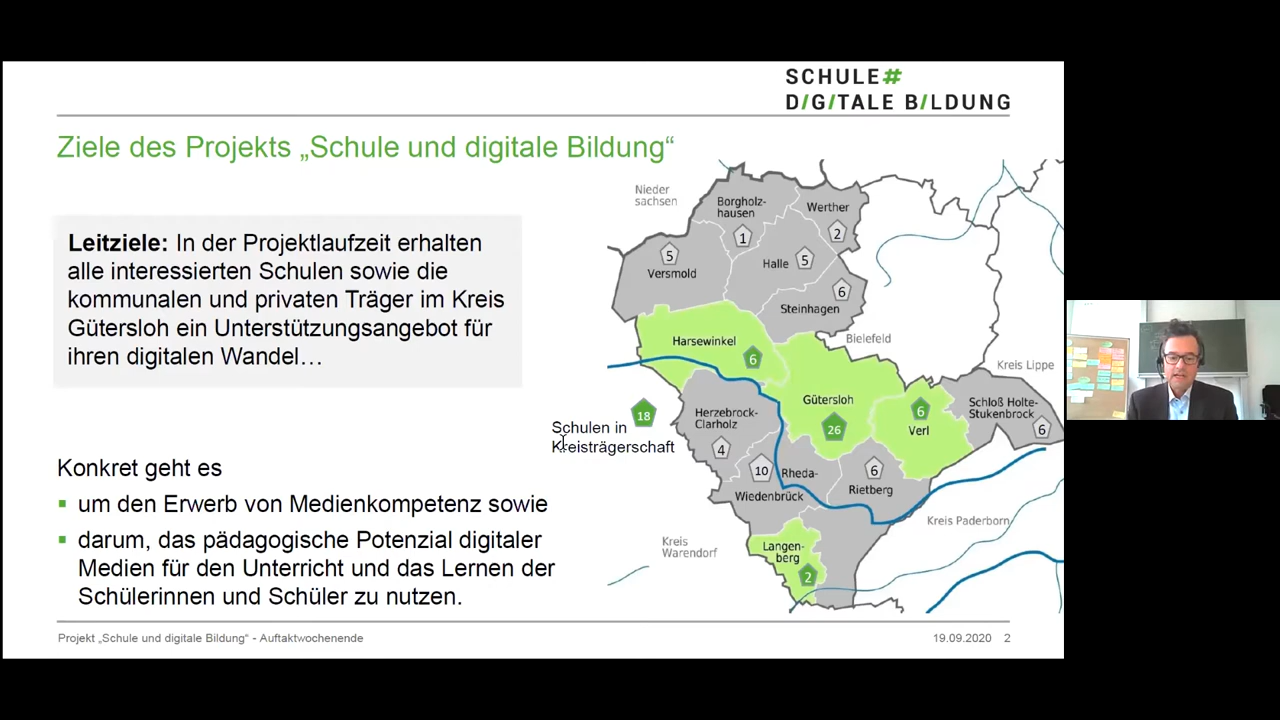 SCHULE#
DIGITALE BILDUNG
Ziele des Projekts „Schule und digitale Bildung“
Leitziele: In der Projektlaufzeit erhalten
alle interessierten Schulen sowie die
kommunalen und privaten Träger im Kreis
Gütersloh ein Unterstützungsangebot für
ihren digitalen Wandel…
Konkret geht es
um den Erwerb von Medienkompetenz sowie
darum, das pädagogische Potenzial digitaler
Medien für den Unterricht und das Lernen der
Schülerinnen und Schüler zu nutzen.
Nieder
sachsen
Borgholz-
hausen
1
Werther
2
5
Versmold
Halle
5
6
Steinhagen
Harsewinkel
6
Bielefeld
Kreis Lippe
Gütersloh
26
6
Verl
Schloß Holte-
Stukenbrock
6
18
Schulen in
Kreisträgerschaft
Herzebrock-
Clarholz
4
10
Rheda-
Wiedenbrück
6
Rietberg
Kreis Paderborn
Kreis
Warendorf
Langen-
berg
2
Projekt „Schule und digitale Bildung“ - Auftaktwochenende
19.09.2020 2